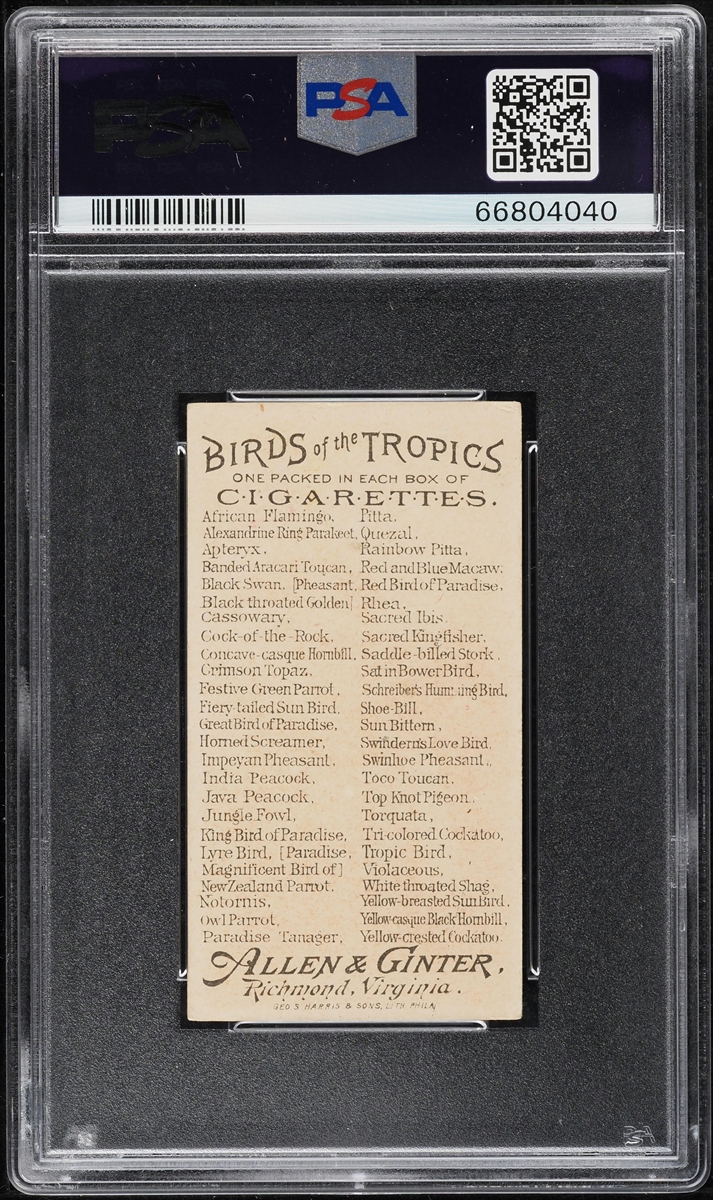 PSA
PSA
66804040
BIRDS of the TROPICS
ONE PACKED IN EACH BOX OF
C·I·G·A·R·E·T·T·E·S.
African Flamingo,
Alexandrine Ring Parakeet,
Apteryx,
Banded Aracari Toucan,
Black Swan, [Pheasant,
Black throated Golden]
Cassowary,
Cock-of-the-Rock,
Concave-casque Hornbill,
Crimson Topaz,
Festive Green Parrot,
Fiery-tailed Sun Bird,
Great Bird of Paradise,
Horned Screamer,
Impeyan Pheasant,
India Peacock,
Java Peacock,
Jungle Fowl,
King Bird of Paradise,
Lyre Bird, [Paradise,
Magnificent Bird of]
New Zealand Parrot,
Notornis,
Owl Parrot,
Paradise Tanager,
Pitta,
Quezal,
Rainbow Pitta,
Red and Blue Macaw,
Red Bird of Paradise,
Rhea,
Sacred Ibis,
Sacred Kingfisher,
Saddle-billed Stork,
Satin Bower Bird,
Schreiber's Humming Bird,
Shoe-Bill,
Sun Bittern,
Swindern's Love Bird,
Swinhoe Pheasant,
Toco Toucan,
Top Knot Pigeon,
Torquata,
Tri-colored Cockatoo,
Tropic Bird,
Violaceous,
White throated Shag,
Yellow-breasted Sun Bird,
Yellow-casque Black Hornbill,
Yellow-crested Cockatoo.
ALLEN & GINTER,
Richmond, Virginia.
GEO. S. HARRIS & SONS, LITH. PHILA
PSA